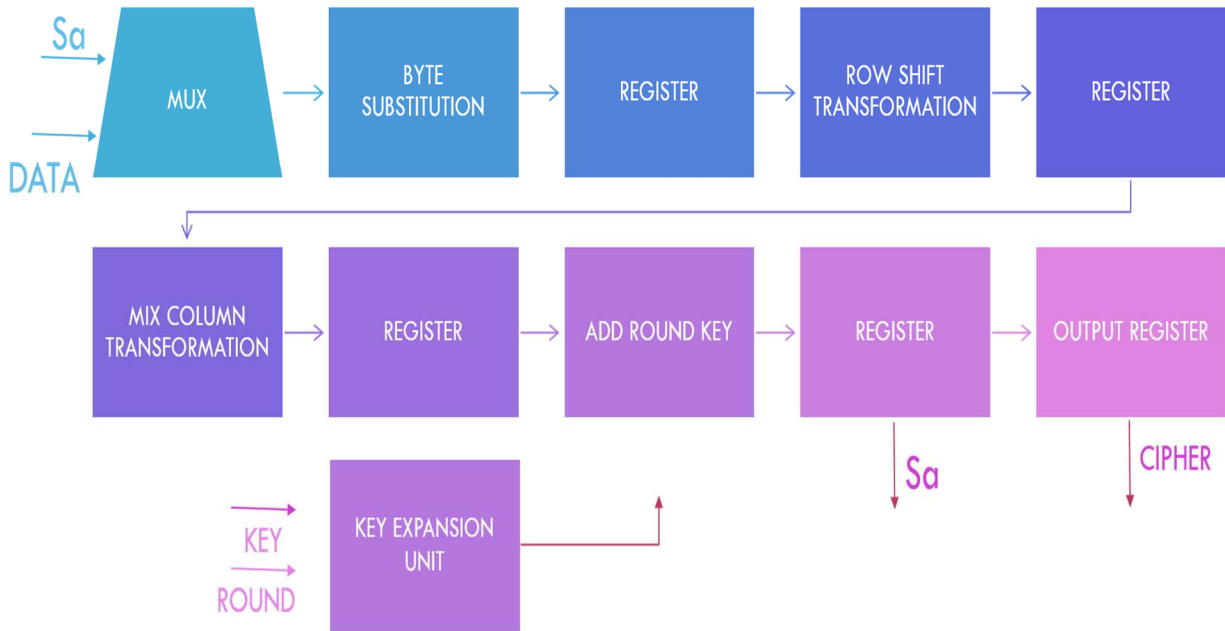 Sa
DATA
MUX
BYTE
SUBSTITUTION
REGISTER
ROW SHIFT
TRANSFORMATION
REGISTER
MIX COLUMN
TRANSFORMATION
REGISTER
ADD ROUND KEY
REGISTER
OUTPUT REGISTER
Sa
CIPHER
KEY
ROUND
KEY EXPANSION
UNIT